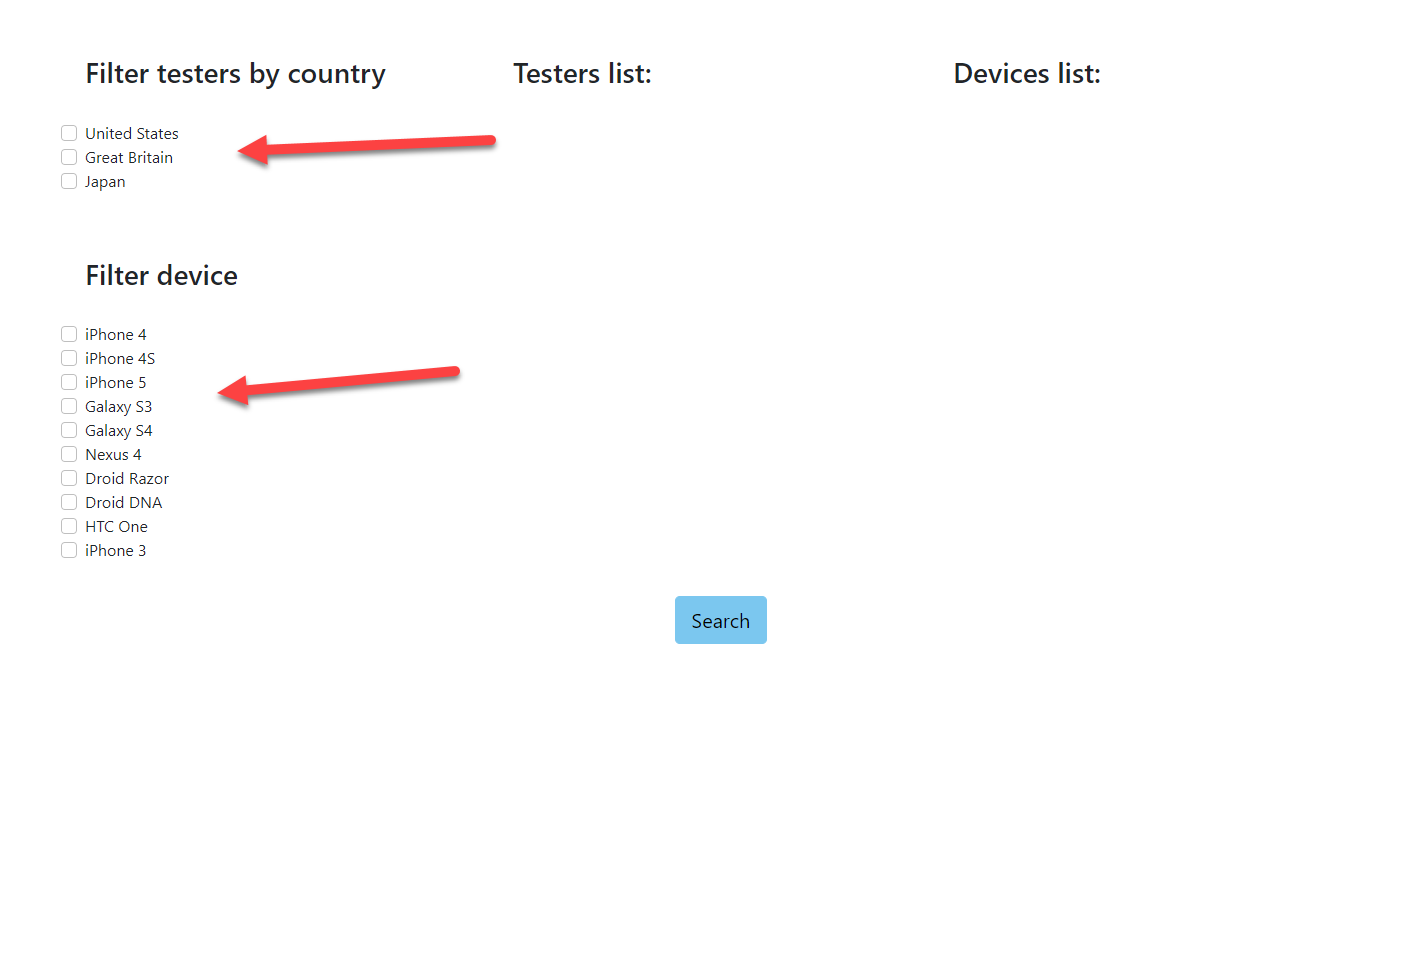 Filter testers by country
United States
Great Britain
Japan
Filter device
iPhone 4
iPhone 4S
iPhone 5
Galaxy S3
Galaxy S4
Nexus 4
Droid Razor
Droid DNA
HTC One
iPhone 3
Testers list:
Devices list:
Search